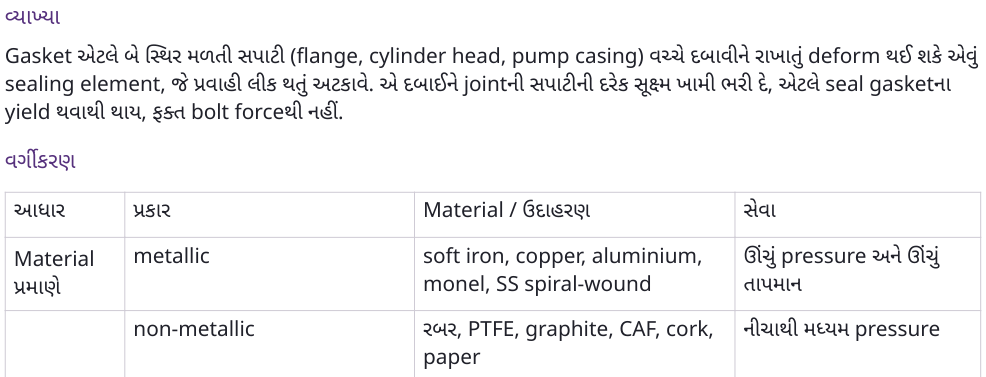 વ્યાખ્યા
Gasket એટલે બે સ્થિર મળતી સપાટી (flange, cylinder head, pump casing) વચ્ચે દબાવીને રાખાતું deform થઈ શકે એવું
sealing element, જે પ્રવાહી લીક થતું અટકાવે. એ દબાઈને jointની સપાટીની દરેક સૂક્ષ્મ ખામી ભરી દે, એટલે seal gasketના
yield થવાથી થાય, ફક્ત bolt forceથી નહીં.
વર્ગીકરણ
આધાર પ્રકાર Material / ઉદાહરણ સેવા
Material પ્રમાણે metallic soft iron, copper, aluminium, monel, SS spiral-wound ઊંચું pressure અને ઊંચું તાપમાન
non-metallic રબર, PTFE, graphite, CAF, cork, paper નીચાથી મધ્યમ pressure